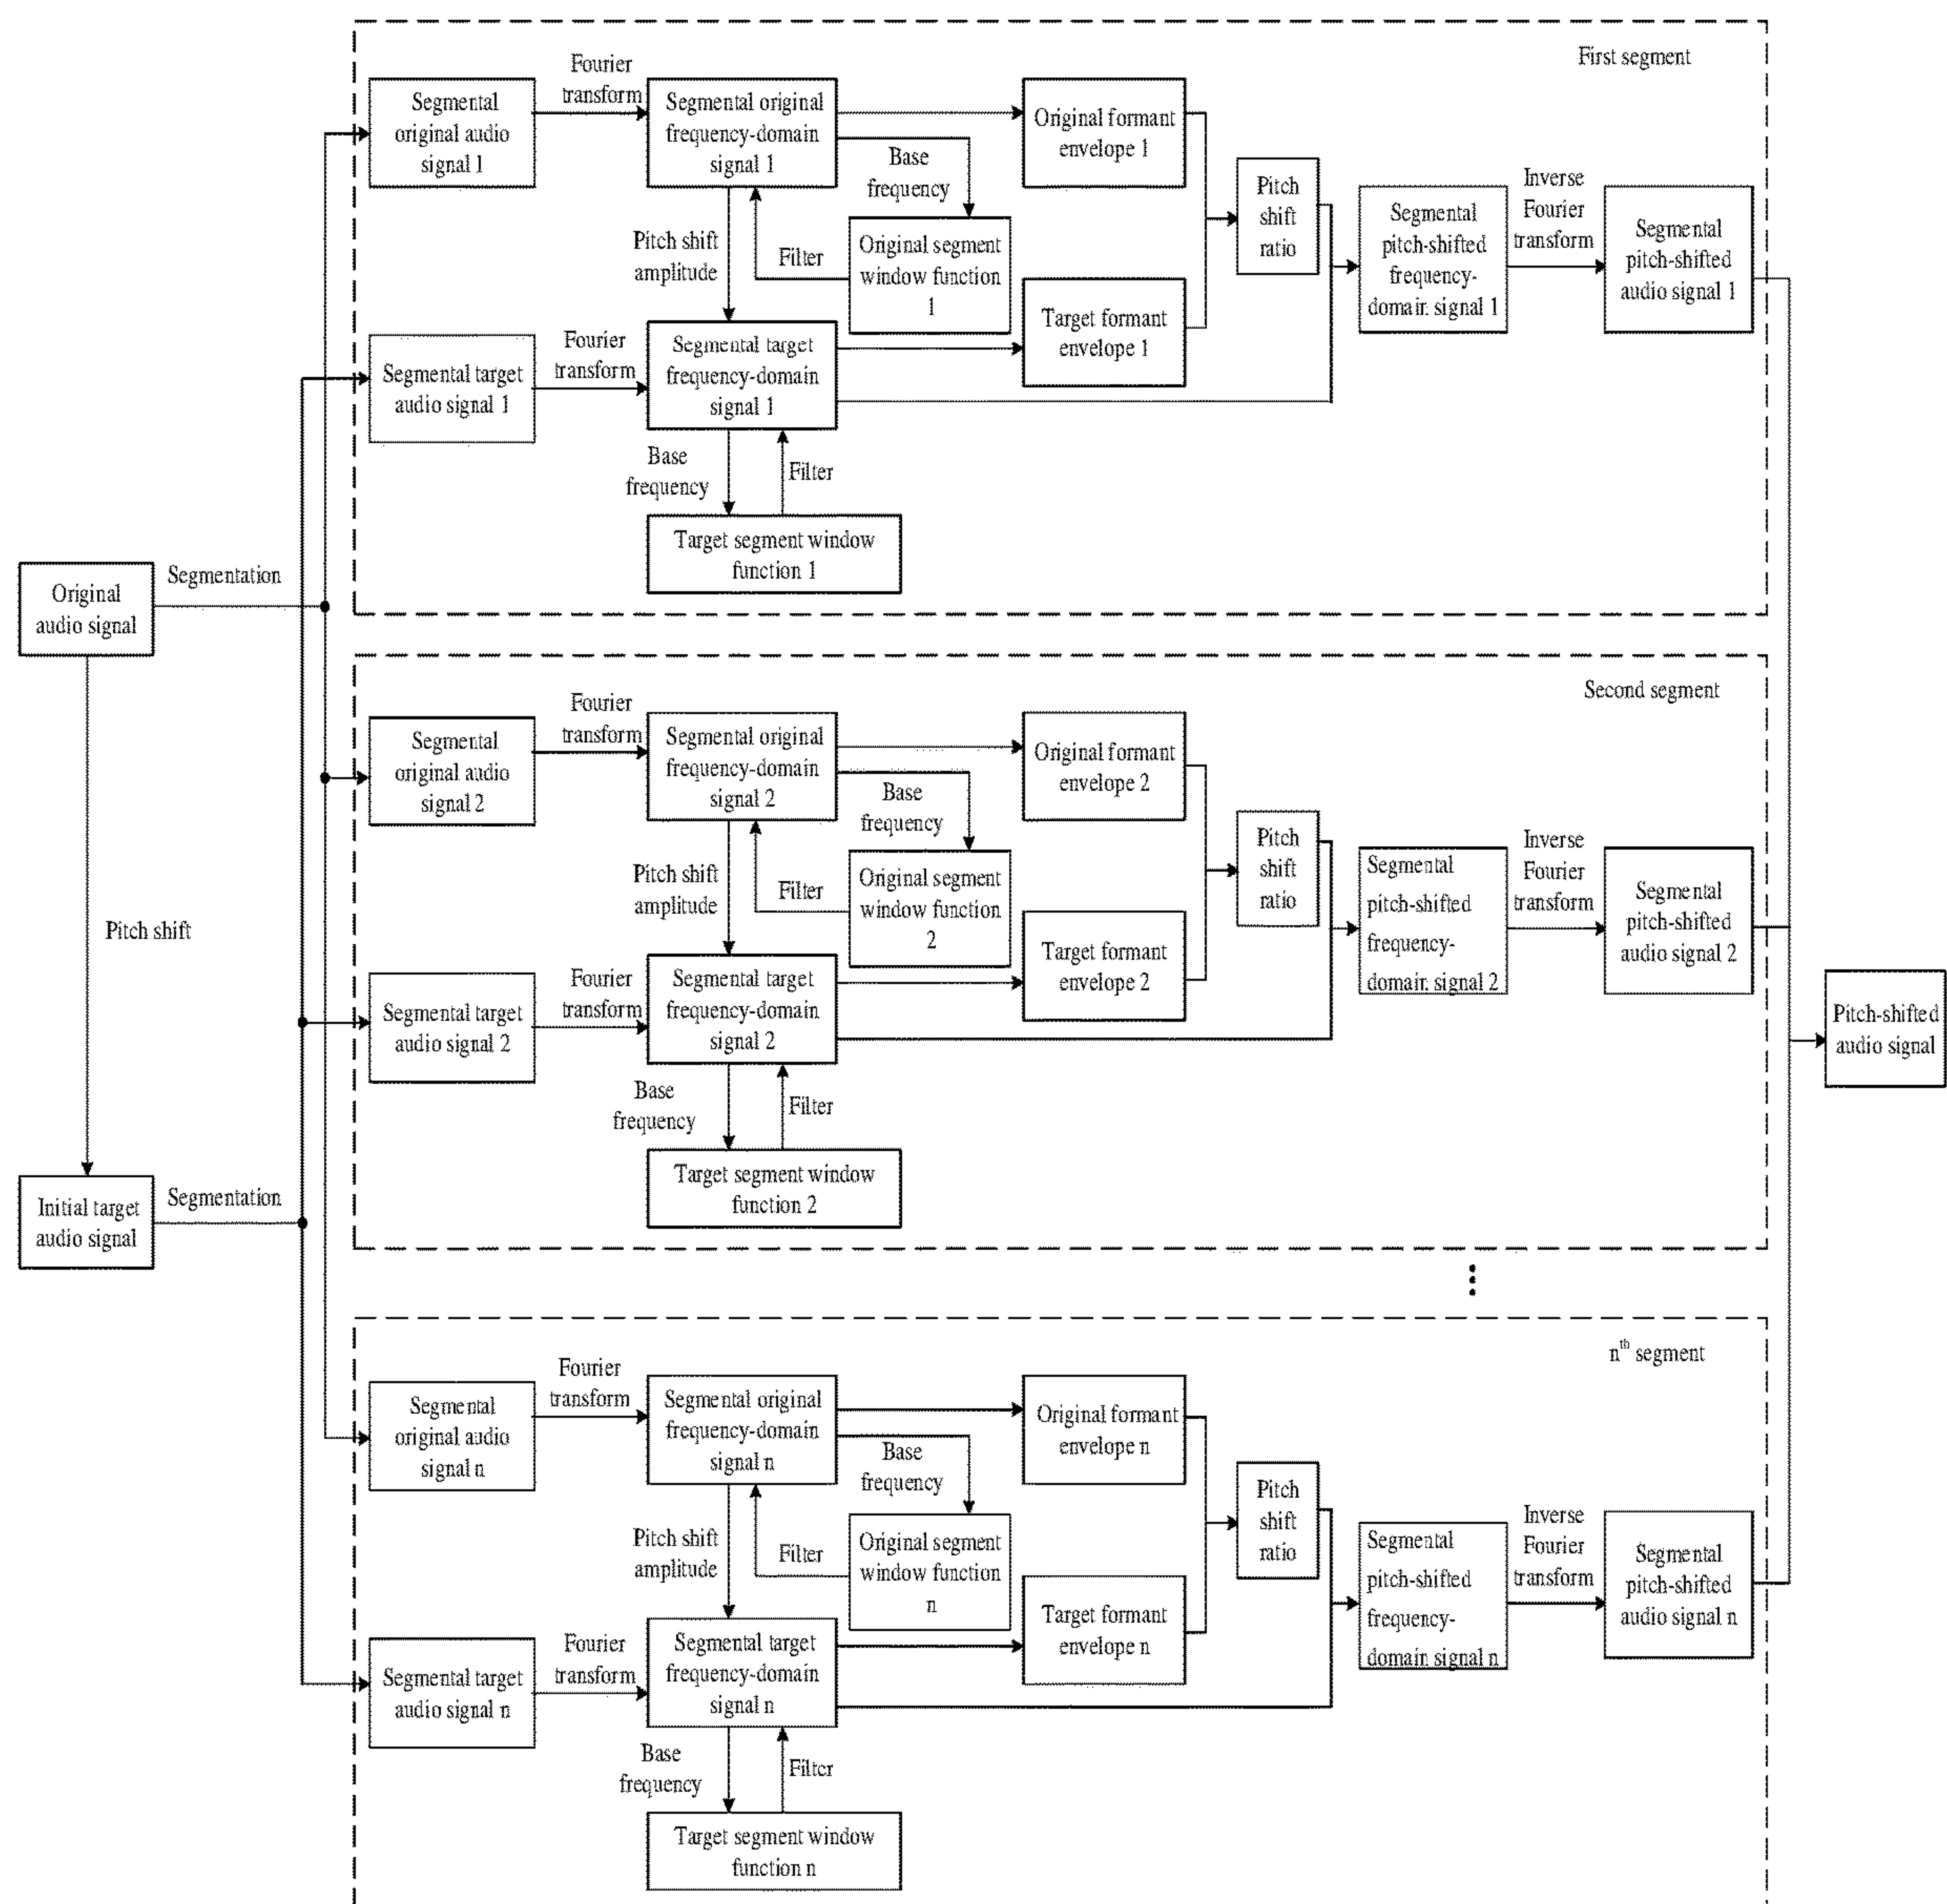 First segment
Segmental
original audio
signal 1
Fourier
transform
Segmental original
frequency-domain
signal 1
Original formant
envelope 1
Base
frequency
Pitch
shift
ratio
Segmental
pitch-shifted
frequency-
domain signal 1
Inverse
Fourier
transform
Segmental
pitch-shifted
audio signal 1
Pitch shift
amplitude
Filter
Original segment
window function
1
Target formant
envelope 1
Segmental target
audio signal 1
Fourier
transform
Segmental target
frequency-domain
signal 1
Base
frequency
Filter
Target segment window
function 1
Original
audio signal
Segmentation
Pitch shift
Initial target
audio signal
Segmentation
Second segment
Segmental
original audio
signal 2
Fourier
transform
Segmental original
frequency-domain
signal 2
Original formant
envelope 2
Base
frequency
Pitch
shift
ratio
Segmental
pitch-shifted
frequency-
domain signal 2
Inverse
Fourier
transform
Segmental
pitch-shifted
audio signal 2
Pitch shift
amplitude
Filter
Original segment
window function
2
Target formant
envelope 2
Segmental target
audio signal 2
Fourier
transform
Segmental target
frequency-domain
signal 2
Base
frequency
Filter
Target segment window
function 2
Pitch-shifted
audio signal
nth segment
Segmental
original audio
signal n
Fourier
transform
Segmental original
frequency-domain
signal n
Original formant
envelope n
Base
frequency
Pitch
shift
ratio
Segmental
pitch-shifted
frequency-
domain signal n
Inverse
Fourier
transform
Segmental
pitch-shifted
audio signal n
Pitch shift
amplitude
Filter
Original segment
window function
n
Target formant
envelope n
Segmental target
audio signal n
Fourier
transform
Segmental target
frequency-domain
signal n
Base
frequency
Filter
Target segment window
function n